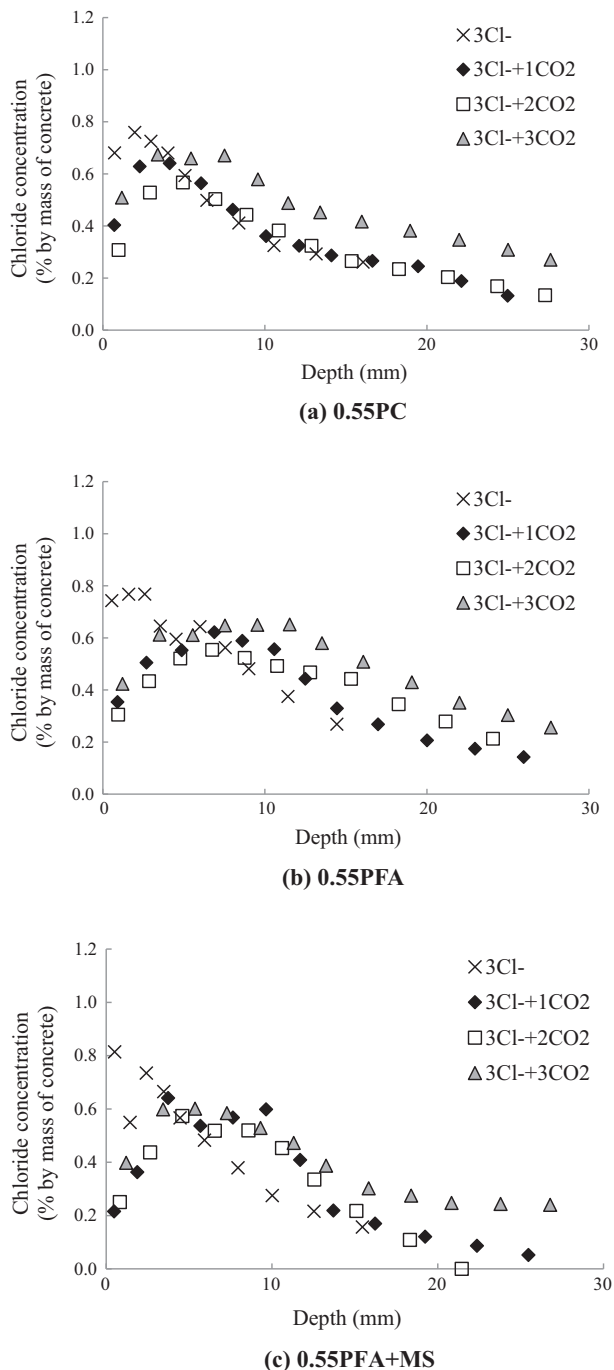 1.2
1.0
0.8
0.6
0.4
0.2
0.0
Chloride concentration
(% by mass of concrete)
3Cl-
3Cl-+1CO2
3Cl-+2CO2
3Cl-+3CO2
0 10 20 30
Depth (mm)
(a) 0.55PC
1.2
1.0
0.8
0.6
0.4
0.2
0.0
Chloride concentration
(% by mass of concrete)
3Cl-
3Cl-+1CO2
3Cl-+2CO2
3Cl-+3CO2
0 10 20 30
Depth (mm)
(b) 0.55PFA
1.2
1.0
0.8
0.6
0.4
0.2
0.0
Chloride concentration
(% by mass of concrete)
3Cl-
3Cl-+1CO2
3Cl-+2CO2
3Cl-+3CO2
0 10 20 30
Depth (mm)
(c) 0.55PFA+MS